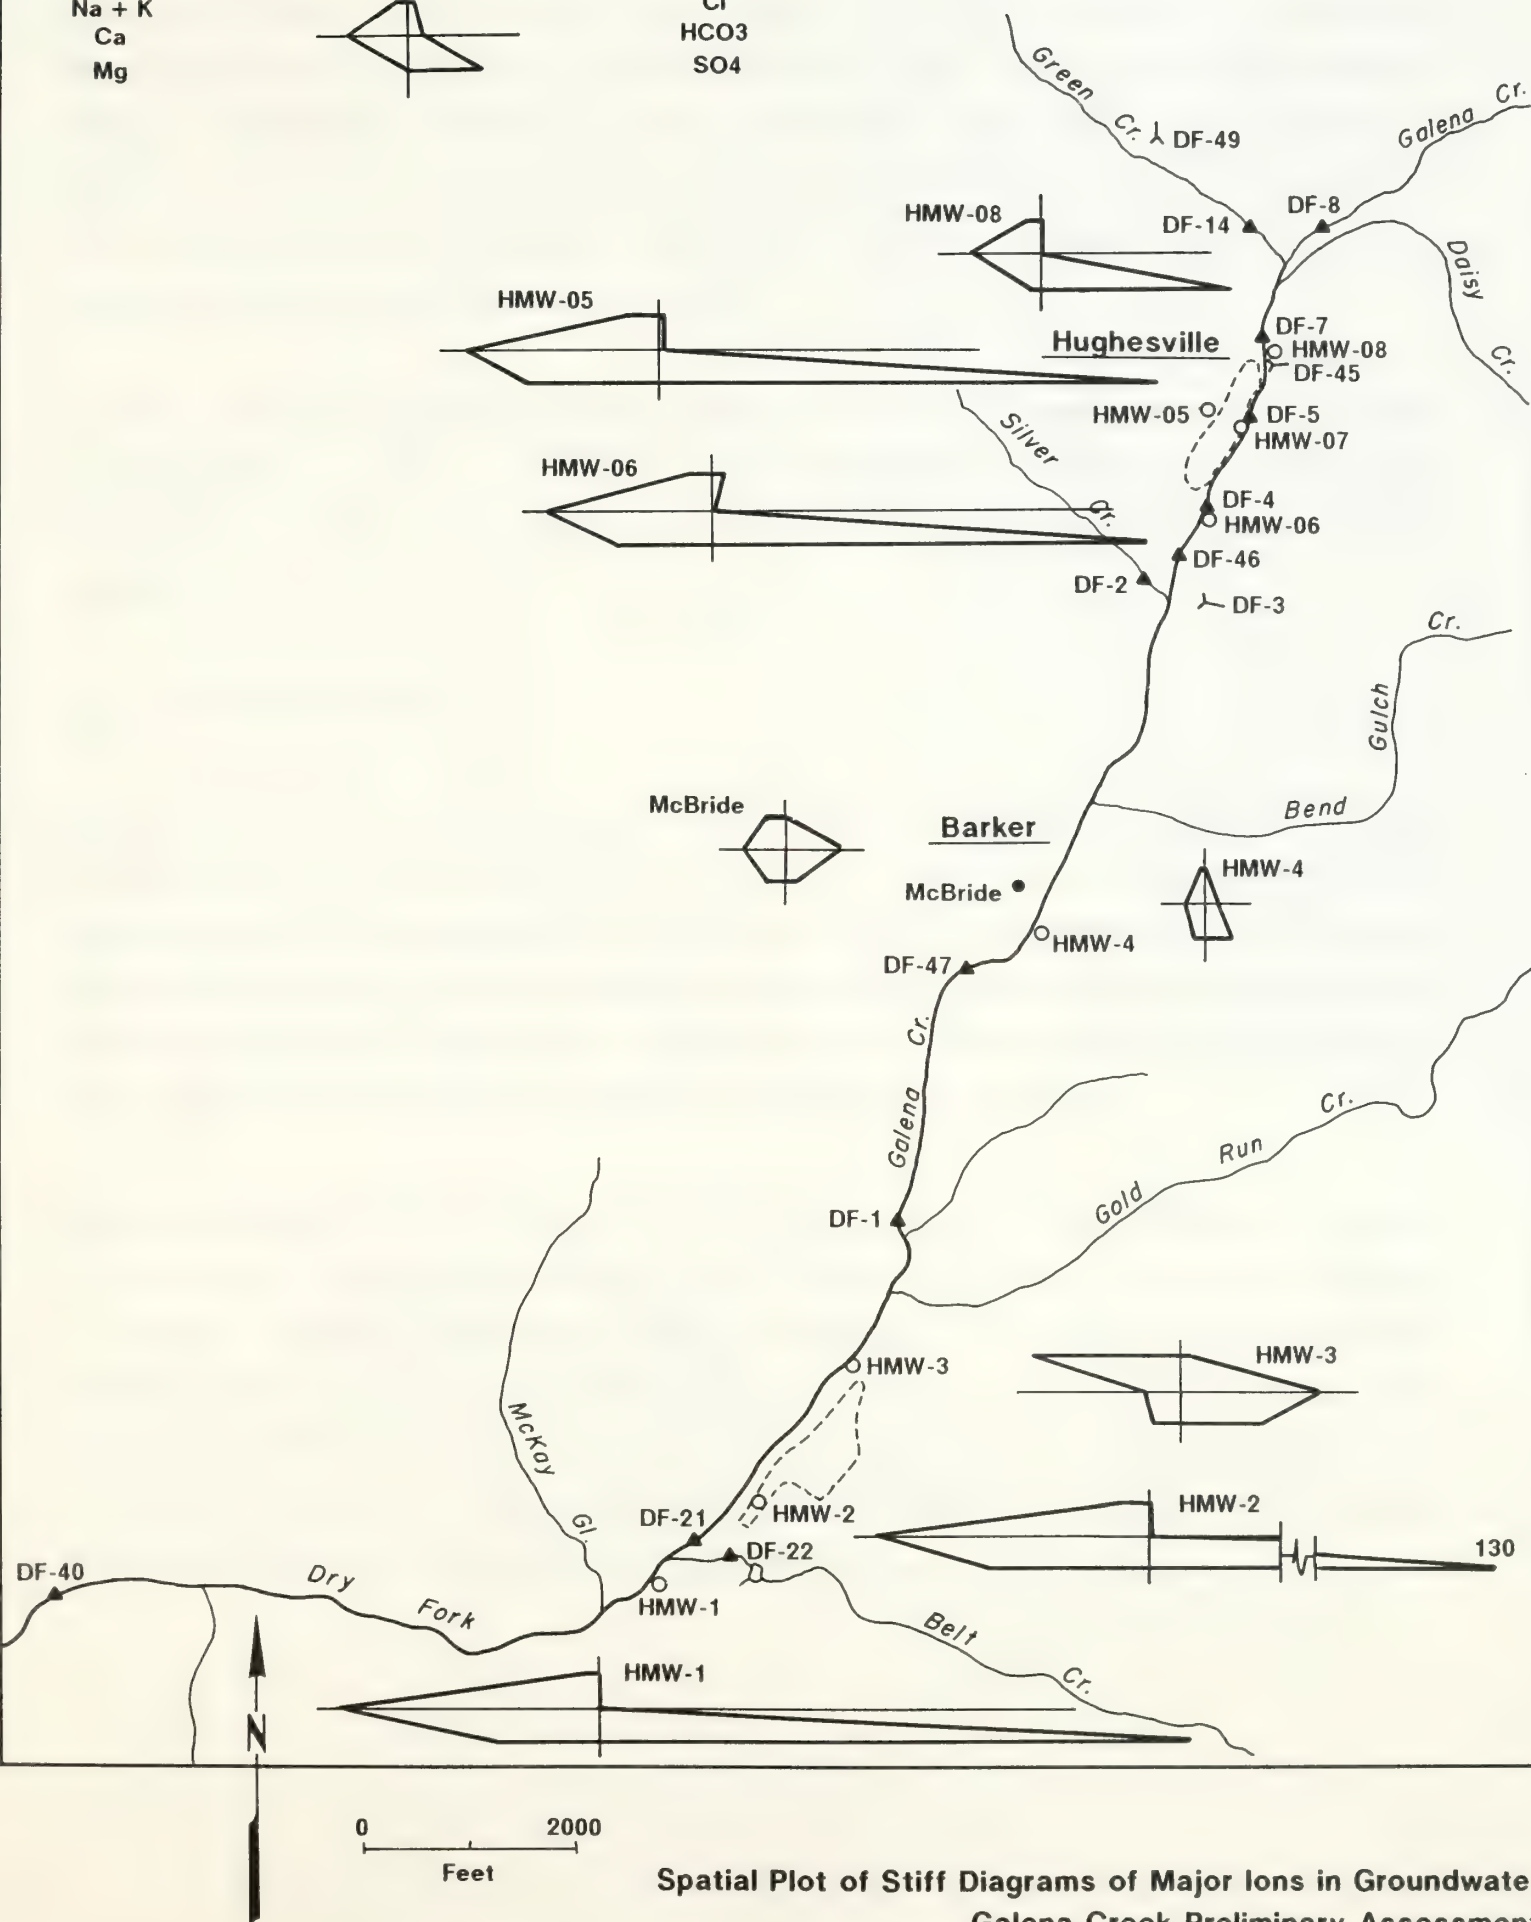 Na + K Cl
Ca HCO3
Mg SO4
Green
Cr.
DF-49
Galena Cr.
HMW-08
DF-14
DF-8
Daisy
Cr.
HMW-05
DF-7
Hughesville
HMW-08
DF-45
HMW-05
DF-5
HMW-07
Silver
Cr.
HMW-06
DF-4
HMW-06
DF-46
DF-2
DF-3
Cr.
Gulch
Bend
McBride
Barker
HMW-4
McBride
HMW-4
DF-47
Galena Cr.
Gold Run Cr.
DF-1
HMW-3
HMW-3
McKay
Gl.
DF-21
HMW-2
HMW-2
DF-22
130
DF-40
Dry
Fork
HMW-1
Belt
Cr.
HMW-1
N
0 2000
Feet
Spatial Plot of Stiff Diagrams of Major Ions in Groundwate
Galena Creek Preliminary Assessment